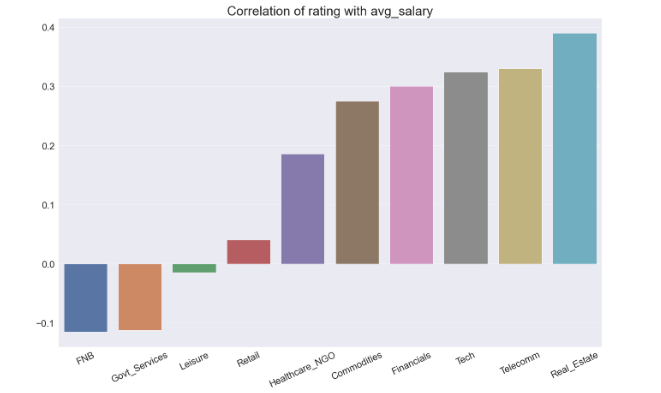 Correlation of rating with avg_salary
0.4
0.3
0.2
0.1
0.0
−0.1
FNB
Govt_Services
Leisure
Retail
Healthcare_NGO
Commodities
Financials
Tech
Telecomm
Real_Estate